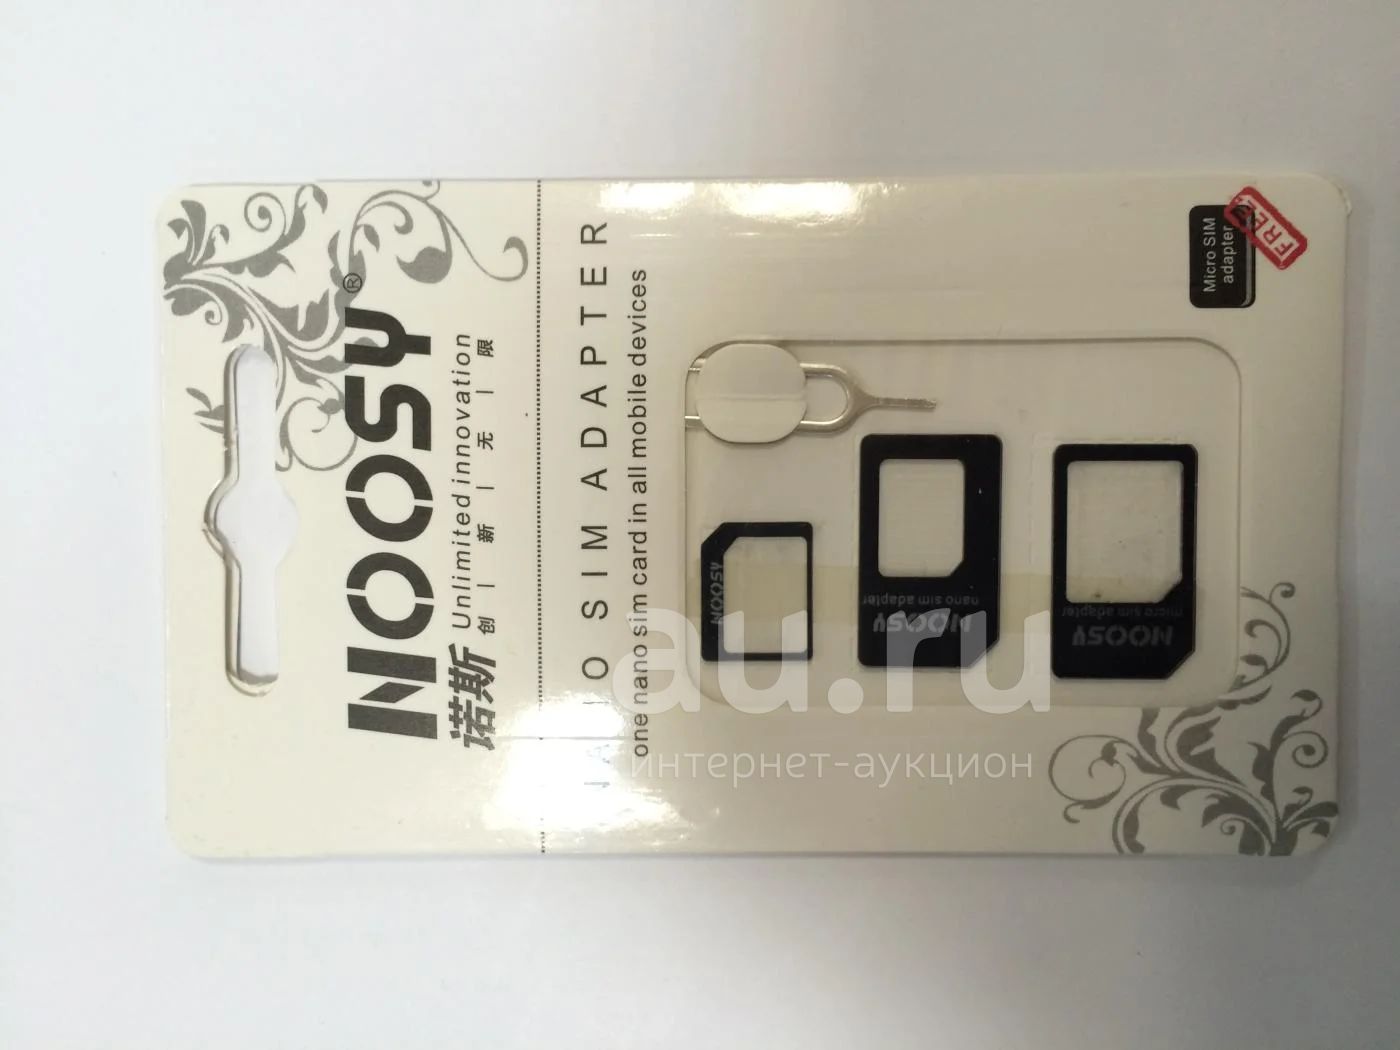 NOOSY®
诺斯 Unlimited innovation
创 | 新 | 无 | 限
NANO SIM ADAPTER
one nano sim card in all mobile devices
Micro SIM
adapter
FREE
NOOSY
NOOSY
nano sim adapter
NOOSY
micro sim adapter
au.ru
интернет-аукцион